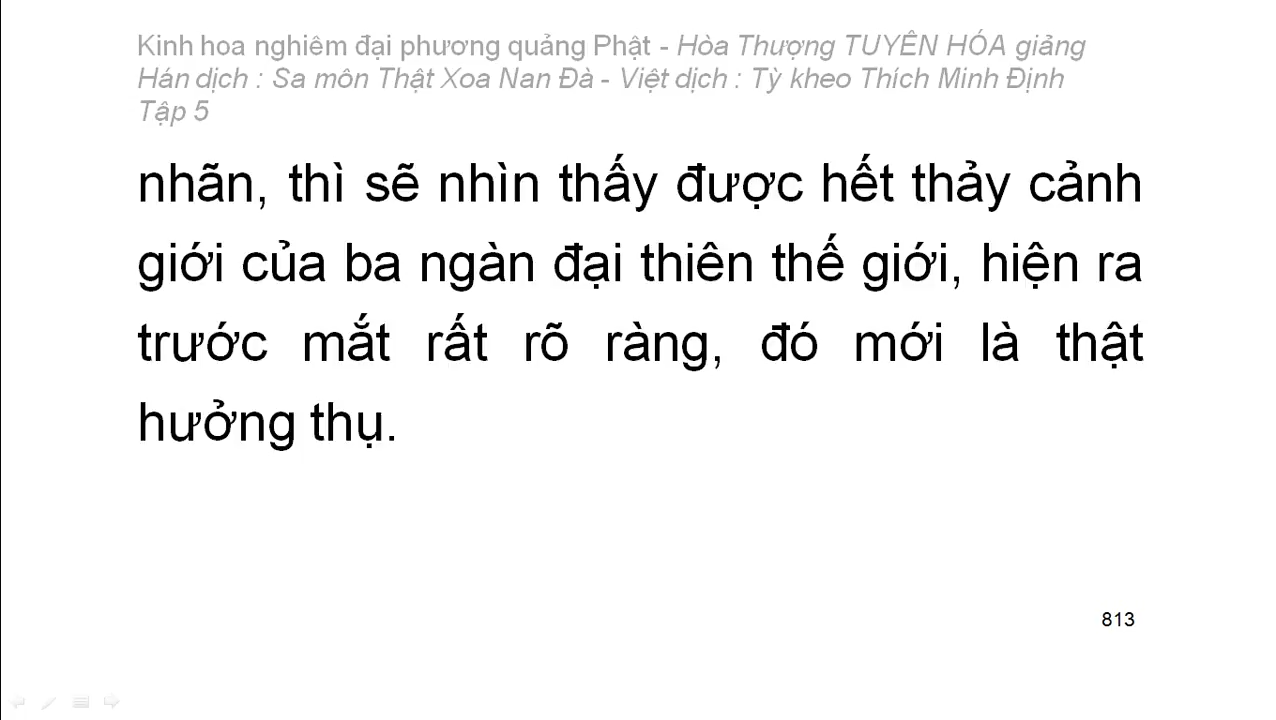 Kinh hoa nghiêm đại phương quảng Phật - Hòa Thượng TUYÊN HÓA giảng
Hán dịch : Sa môn Thật Xoa Nan Đà - Việt dịch : Tỳ kheo Thích Minh Định
Tập 5
nhãn, thì sẽ nhìn thấy được hết thảy cảnh
giới của ba ngàn đại thiên thế giới, hiện ra
trước mắt rất rõ ràng, đó mới là thật
hưởng thụ.
813